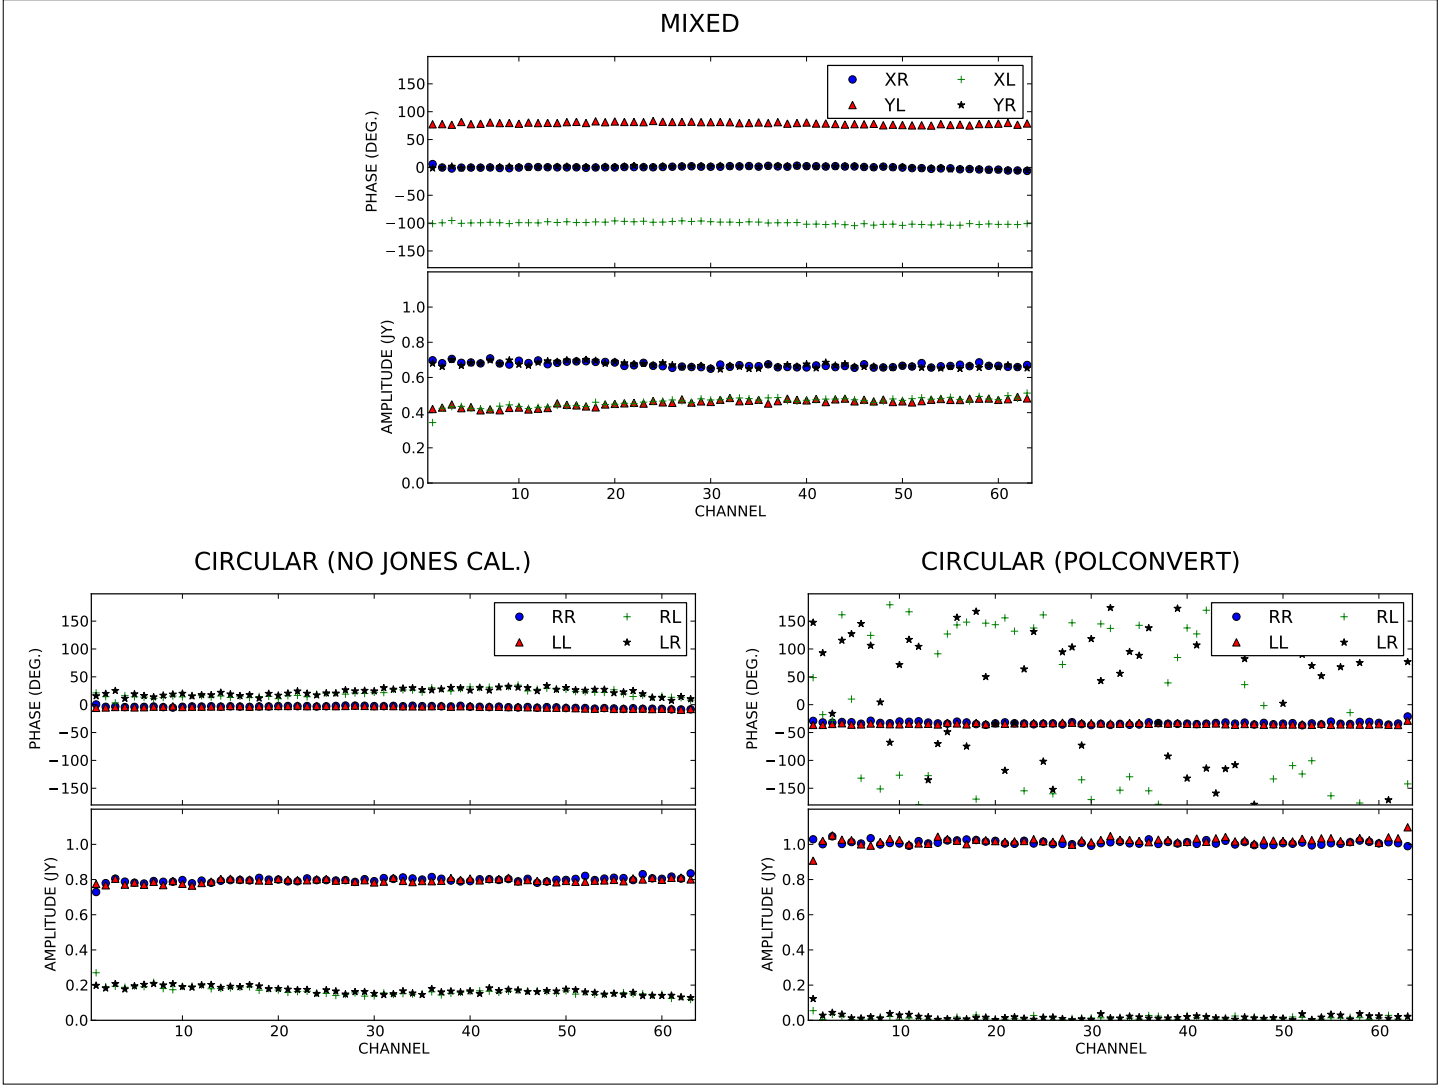 MIXED
150
100
50
0
−50
−100
−150
PHASE (DEG.)
XR XL
YL YR
1.0
0.8
0.6
0.4
0.2
0.0
AMPLITUDE (JY)
10 20 30 40 50 60
CHANNEL
CIRCULAR (NO JONES CAL.)
150
100
50
0
−50
−100
−150
PHASE (DEG.)
RR RL
LL LR
1.0
0.8
0.6
0.4
0.2
0.0
AMPLITUDE (JY)
10 20 30 40 50 60
CHANNEL
CIRCULAR (POLCONVERT)
150
100
50
0
−50
−100
−150
PHASE (DEG.)
RR RL
LL LR
1.0
0.8
0.6
0.4
0.2
0.0
AMPLITUDE (JY)
10 20 30 40 50 60
CHANNEL